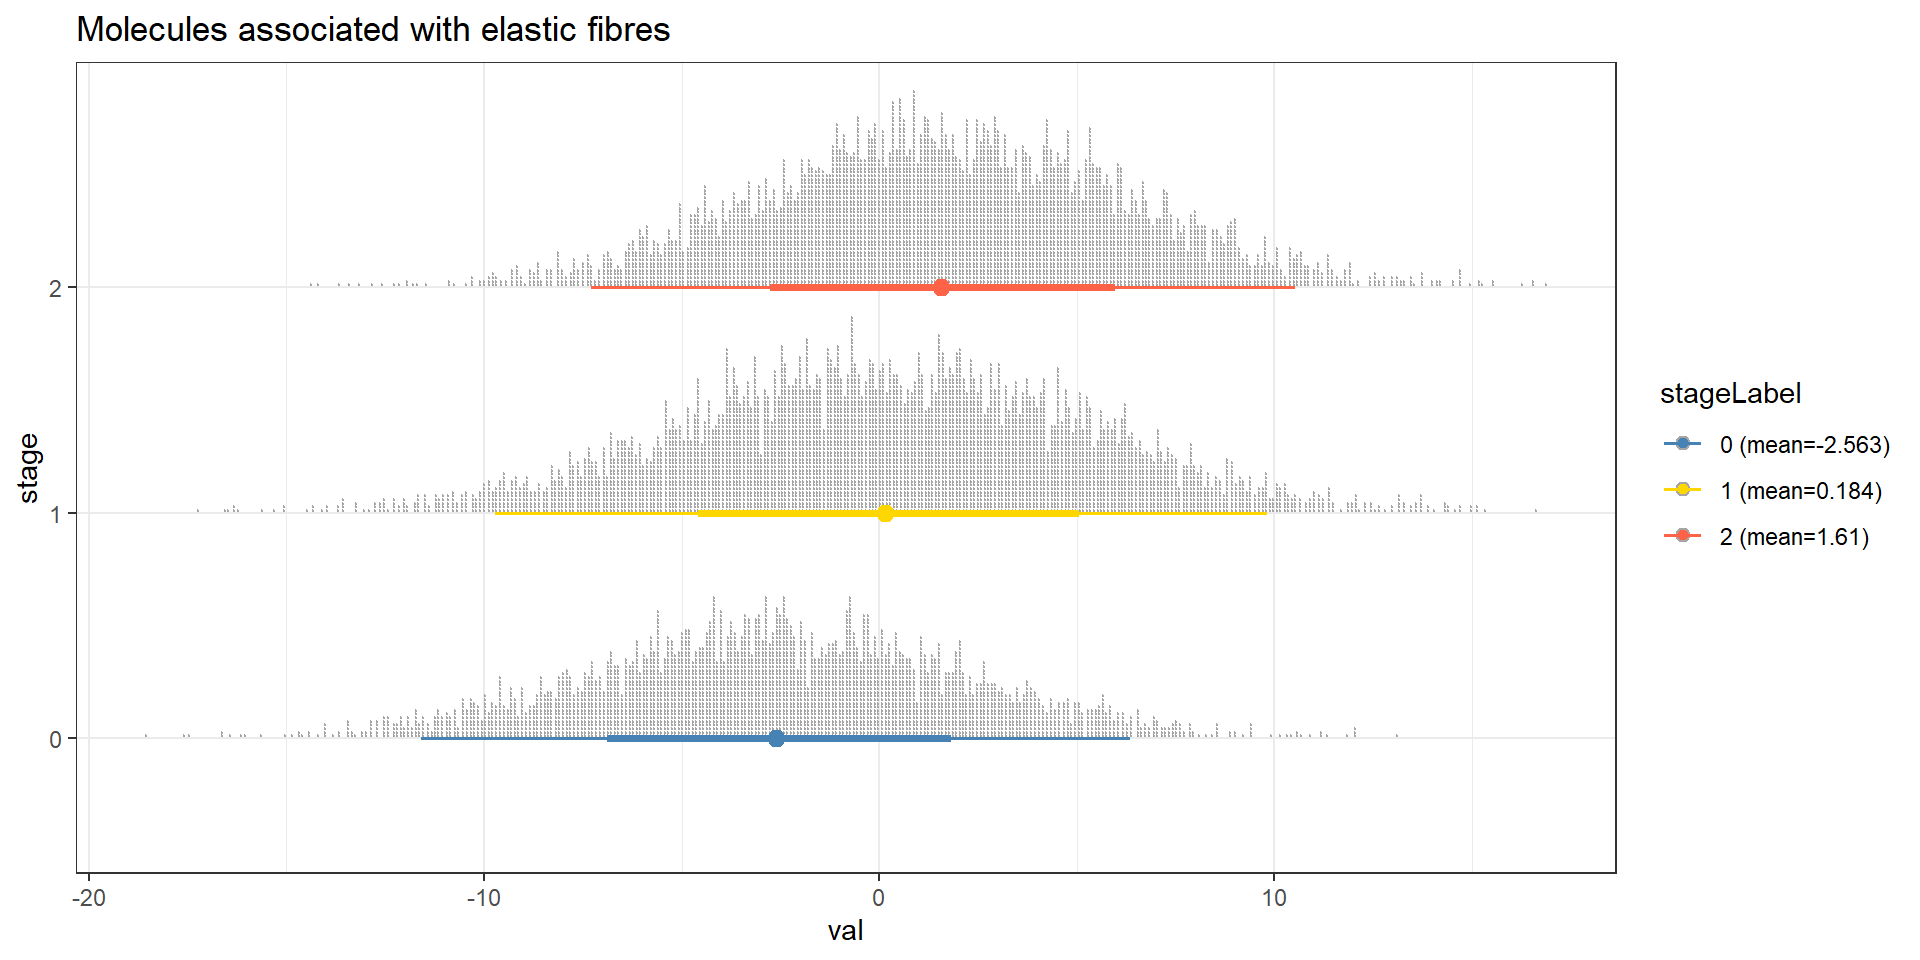 Molecules associated with elastic fibres
2
1
0
stage
-20
-10
0
10
val
stageLabel
0 (mean=-2.563)
1 (mean=0.184)
2 (mean=1.61)